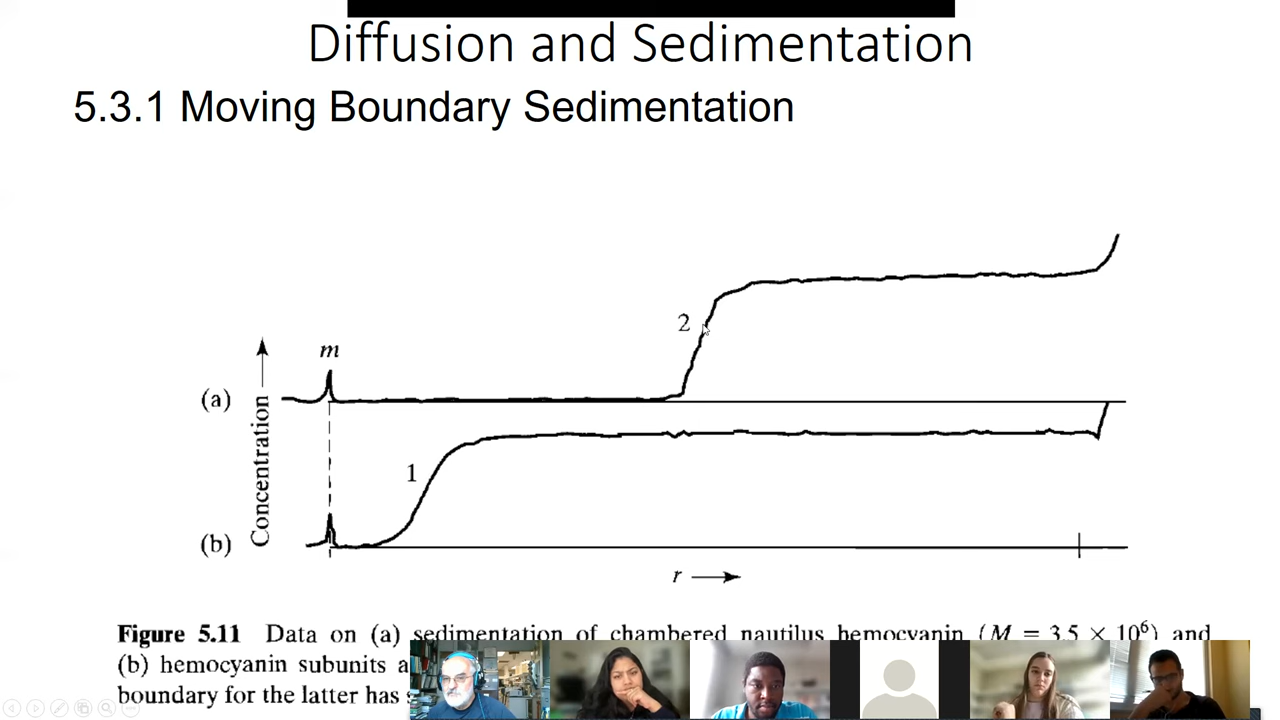 Diffusion and Sedimentation
5.3.1 Moving Boundary Sedimentation
m
2
(a)
Concentration
1
(b)
r
Figure 5.11 Data on (a) sedimentation of chambered nautilus hemocyanin (M = 3.5 × 10⁶) and
(b) hemocyanin subunits a
boundary for the latter has s